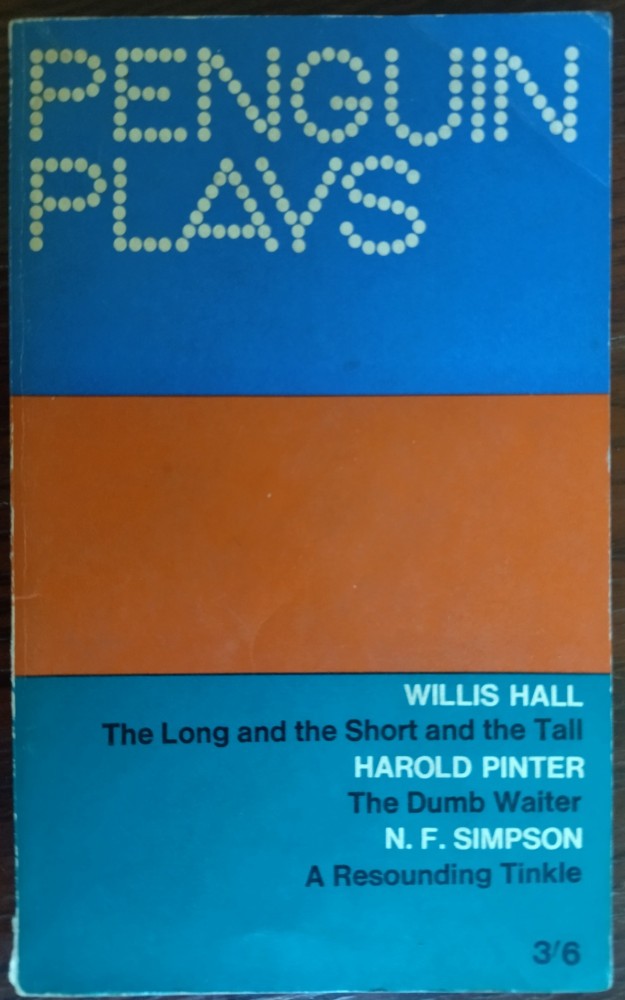 PENGUIN
PLAYS
WILLIS HALL
The Long and the Short and the Tall
HAROLD PINTER
The Dumb Waiter
N. F. SIMPSON
A Resounding Tinkle
3/6